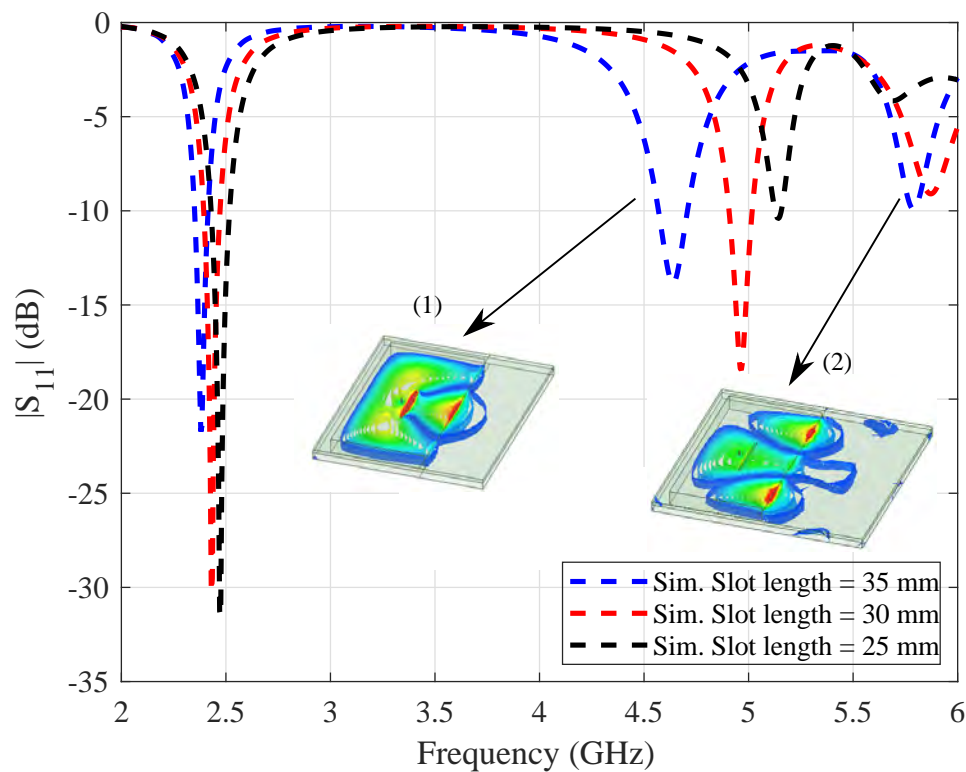 0
-5
-10
-15
-20
-25
-30
-35
|S11| (dB)
2 2.5 3 3.5 4 4.5 5 5.5 6
Frequency (GHz)
(1)
(2)
Sim. Slot length = 35 mm
Sim. Slot length = 30 mm
Sim. Slot length = 25 mm